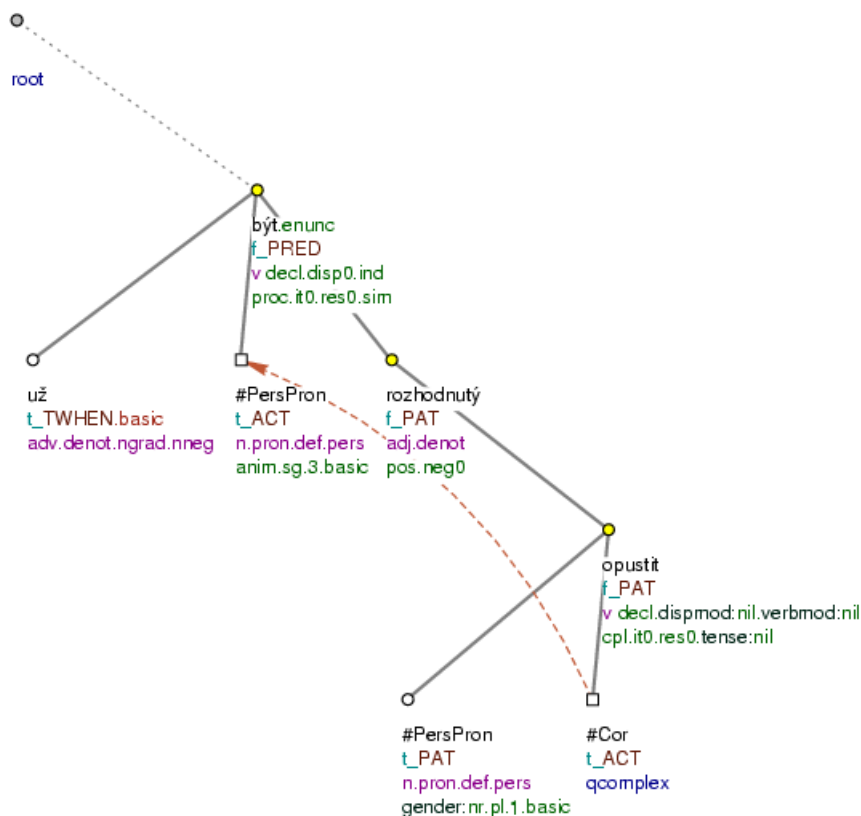 root
být.enunc
f_PRED
v decl.disp0.ind
proc.it0.res0.sim
už
t_TWHEN.basic
adv.denot.ngrad.nneg
#PersPron
t_ACT
n.pron.def.pers
anim.sg.3.basic
rozhodnutý
f_PAT
adj.denot
pos.neg0
opustit
f_PAT
v decl.dispmod:nil.verbmod:nil
cpl.it0.res0.tense:nil
#PersPron
t_PAT
n.pron.def.pers
gender:nr.pl.1.basic
#Cor
t_ACT
qcomplex